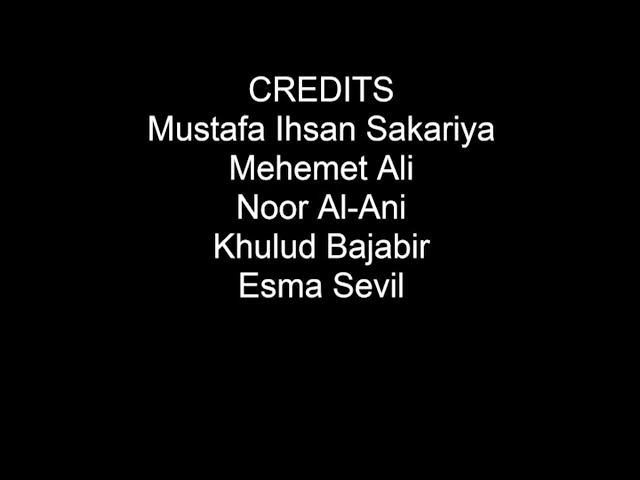 CREDITS
Mustafa Ihsan Sakariya
Mehemet Ali
Noor Al-Ani
Khulud Bajabir
Esma Sevil